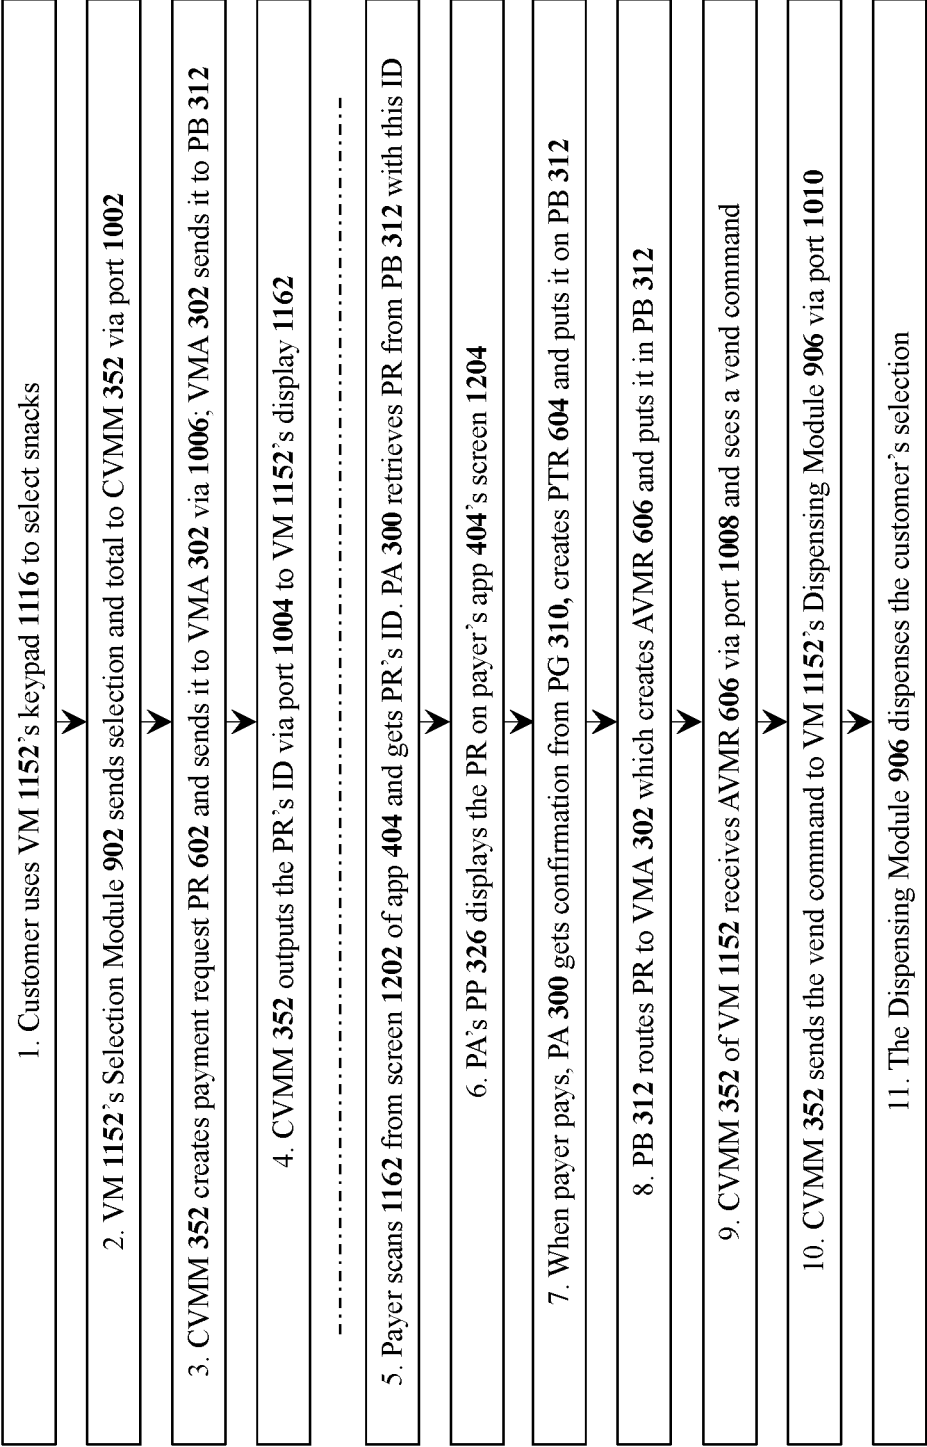 1. Customer uses VM 1152's keypad 1116 to select snacks
2. VM 1152's Selection Module 902 sends selection and total to CVMM 352 via port 1002
3. CVMM 352 creates payment request PR 602 and sends it to VMA 302 via 1006; VMA 302 sends it to PB 312
4. CVMM 352 outputs the PR's ID via port 1004 to VM 1152's display 1162
5. Payer scans 1162 from screen 1202 of app 404 and gets PR's ID. PA 300 retrieves PR from PB 312 with this ID
6. PA's PP 326 displays the PR on payer's app 404's screen 1204
7. When payer pays, PA 300 gets confirmation from PG 310, creates PTR 604 and puts it on PB 312
8. PB 312 routes PR to VMA 302 which creates AVMR 606 and puts it in PB 312
9. CVMM 352 of VM 1152 receives AVMR 606 via port 1008 and sees a vend command
10. CVMM 352 sends the vend command to VM 1152's Dispensing Module 906 via port 1010
11. The Dispensing Module 906 dispenses the customer's selection